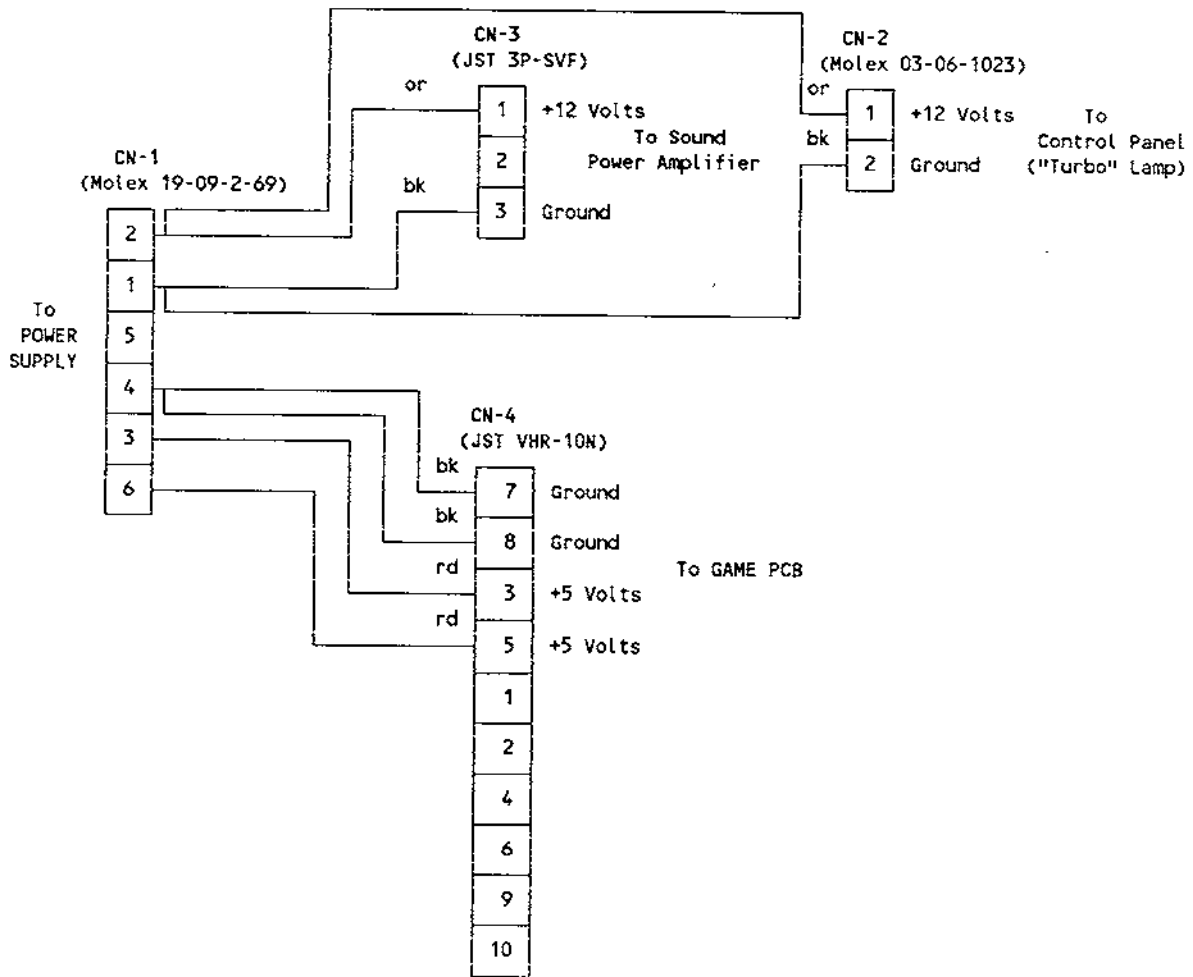 CN-3
(JST 3P-SVF)
CN-2
(Molex 03-06-1023)
or
1 +12 Volts
2
3 Ground
bk
To Sound
Power Amplifier
or
1 +12 Volts
bk
2 Ground
To
Control Panel
("Turbo" Lamp)
CN-1
(Molex 19-09-2-69)
2
1
5
4
3
6
To
POWER
SUPPLY
CN-4
(JST VHR-10N)
bk
7 Ground
bk
8 Ground
rd
3 +5 Volts
rd
5 +5 Volts
1
2
4
6
9
10
To GAME PCB